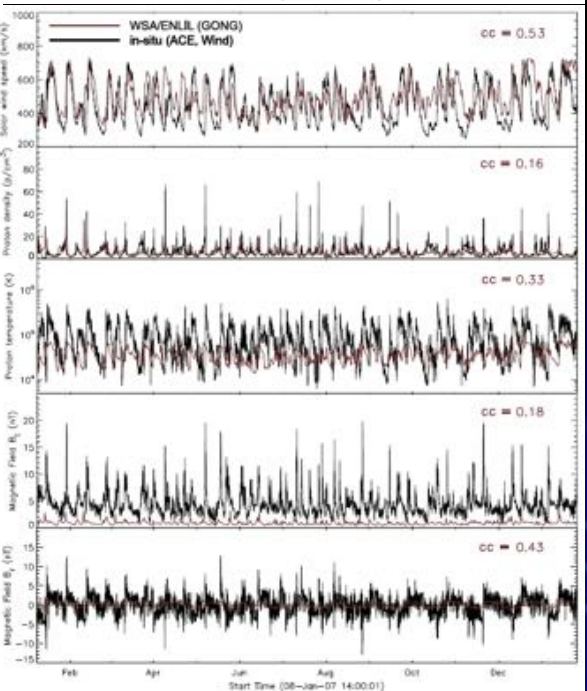 WSA/ENLIL (GONG)
in-situ (ACE, Wind)
cc = 0.53
Solar wind speed (km/s)
1000
800
600
400
200
cc = 0.16
Proton density (p/cm³)
80
60
40
20
0
cc = 0.33
Proton temperature (K)
cc = 0.18
Magnetic Field
20
15
10
5
0
cc = 0.43
Magnetic Field
15
10
5
0
-5
-10
-15
Feb Apr Jun Aug Oct Dec
Start Time (08-Jan-07 14:00:01)